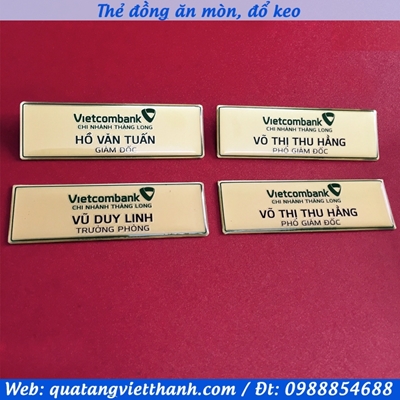 Thẻ đồng ăn mòn, đổ keo
Vietcombank
CHI NHÁNH THĂNG LONG
HỒ VĂN TUẤN
GIÁM ĐỐC
Vietcombank
CHI NHÁNH THĂNG LONG
VÕ THỊ THU HẰNG
PHÓ GIÁM ĐỐC
Vietcombank
CHI NHÁNH THĂNG LONG
VŨ DUY LINH
TRƯỞNG PHÒNG
Vietcombank
CHI NHÁNH THĂNG LONG
VÕ THỊ THU HẰNG
PHÓ GIÁM ĐỐC
Web: quatangvietthanh.com / Đt: 0988854688